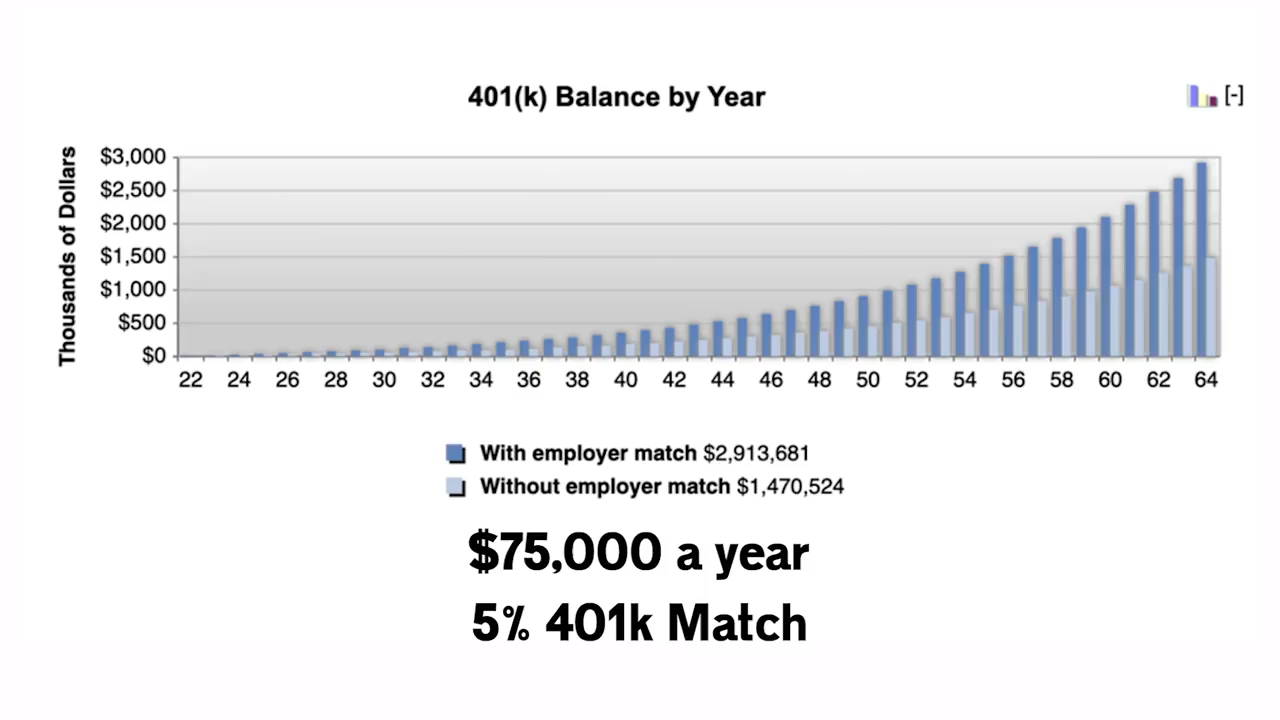 401(k) Balance by Year
[-]
Thousands of Dollars
$3,000
$2,500
$2,000
$1,500
$1,000
$500
$0
22 24 26 28 30 32 34 36 38 40 42 44 46 48 50 52 54 56 58 60 62 64
With employer match $2,913,681
Without employer match $1,470,524
$75,000 a year
5% 401k Match